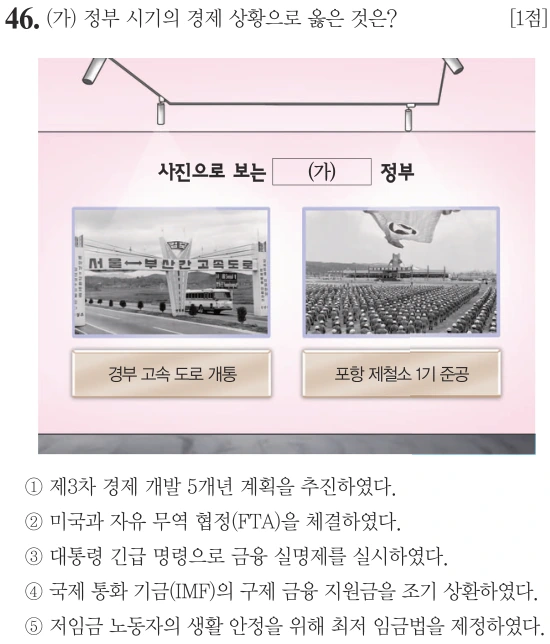 46. (가) 정부 시기의 경제 상황으로 옳은 것은? [1점]
사진으로 보는 (가) 정부
서울↔부산간 고속도로
경부 고속 도로 개통
포항 제철소 1기 준공
① 제3차 경제 개발 5개년 계획을 추진하였다.
② 미국과 자유 무역 협정(FTA)을 체결하였다.
③ 대통령 긴급 명령으로 금융 실명제를 실시하였다.
④ 국제 통화 기금(IMF)의 구제 금융 지원금을 조기 상환하였다.
⑤ 저임금 노동자의 생활 안정을 위해 최저 임금법을 제정하였다.